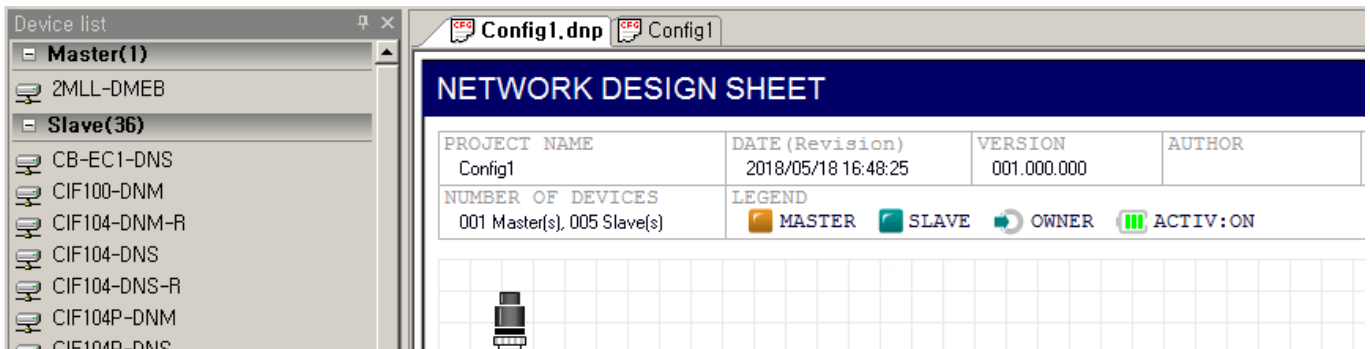 Device list
Master(1)
2MLL-DMEB
Slave(36)
CB-EC1-DNS
CIF100-DNM
CIF104-DNM-R
CIF104-DNS
CIF104-DNS-R
CIF104P-DNM
CIF104P-DNS
Config1.dnp Config1
NETWORK DESIGN SHEET
PROJECT NAME DATE(Revision) VERSION AUTHOR
Config1 2018/05/18 16:48:25 001.000.000
NUMBER OF DEVICES LEGEND
001 Master(s), 005 Slave(s) MASTER SLAVE OWNER ACTIV:ON